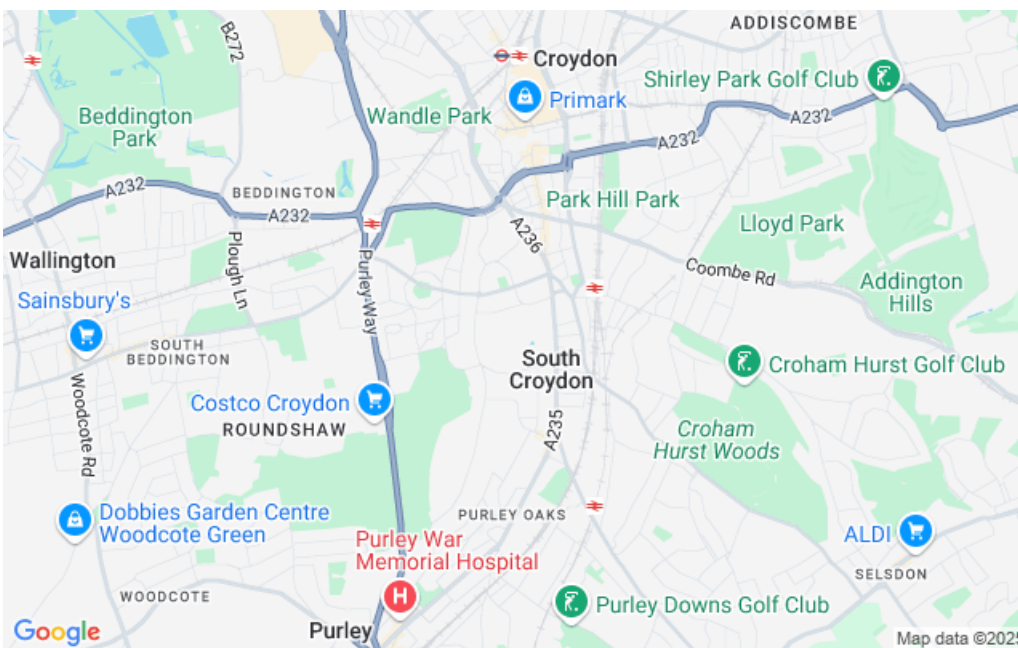 ADDISCOMBE
B272
Croydon
Shirley Park Golf Club
Primark
Beddington
Park
Wandle Park
A232
A232
A232
BEDDINGTON
A232
Park Hill Park
A236
Lloyd Park
Wallington
Plough Ln
Purley Way
Coombe Rd
Addington
Hills
Sainsbury's
SOUTH
BEDDINGTON
South
Croydon
Croham Hurst Golf Club
Woodcote Rd
Costco Croydon
ROUNDSHAW
A235
Croham
Hurst Woods
Dobbies Garden Centre
Woodcote Green
PURLEY OAKS
Purley War
Memorial Hospital
H
ALDI
SELSDON
WOODCOTE
Purley Downs Golf Club
Google
Purley
Map data ©2025